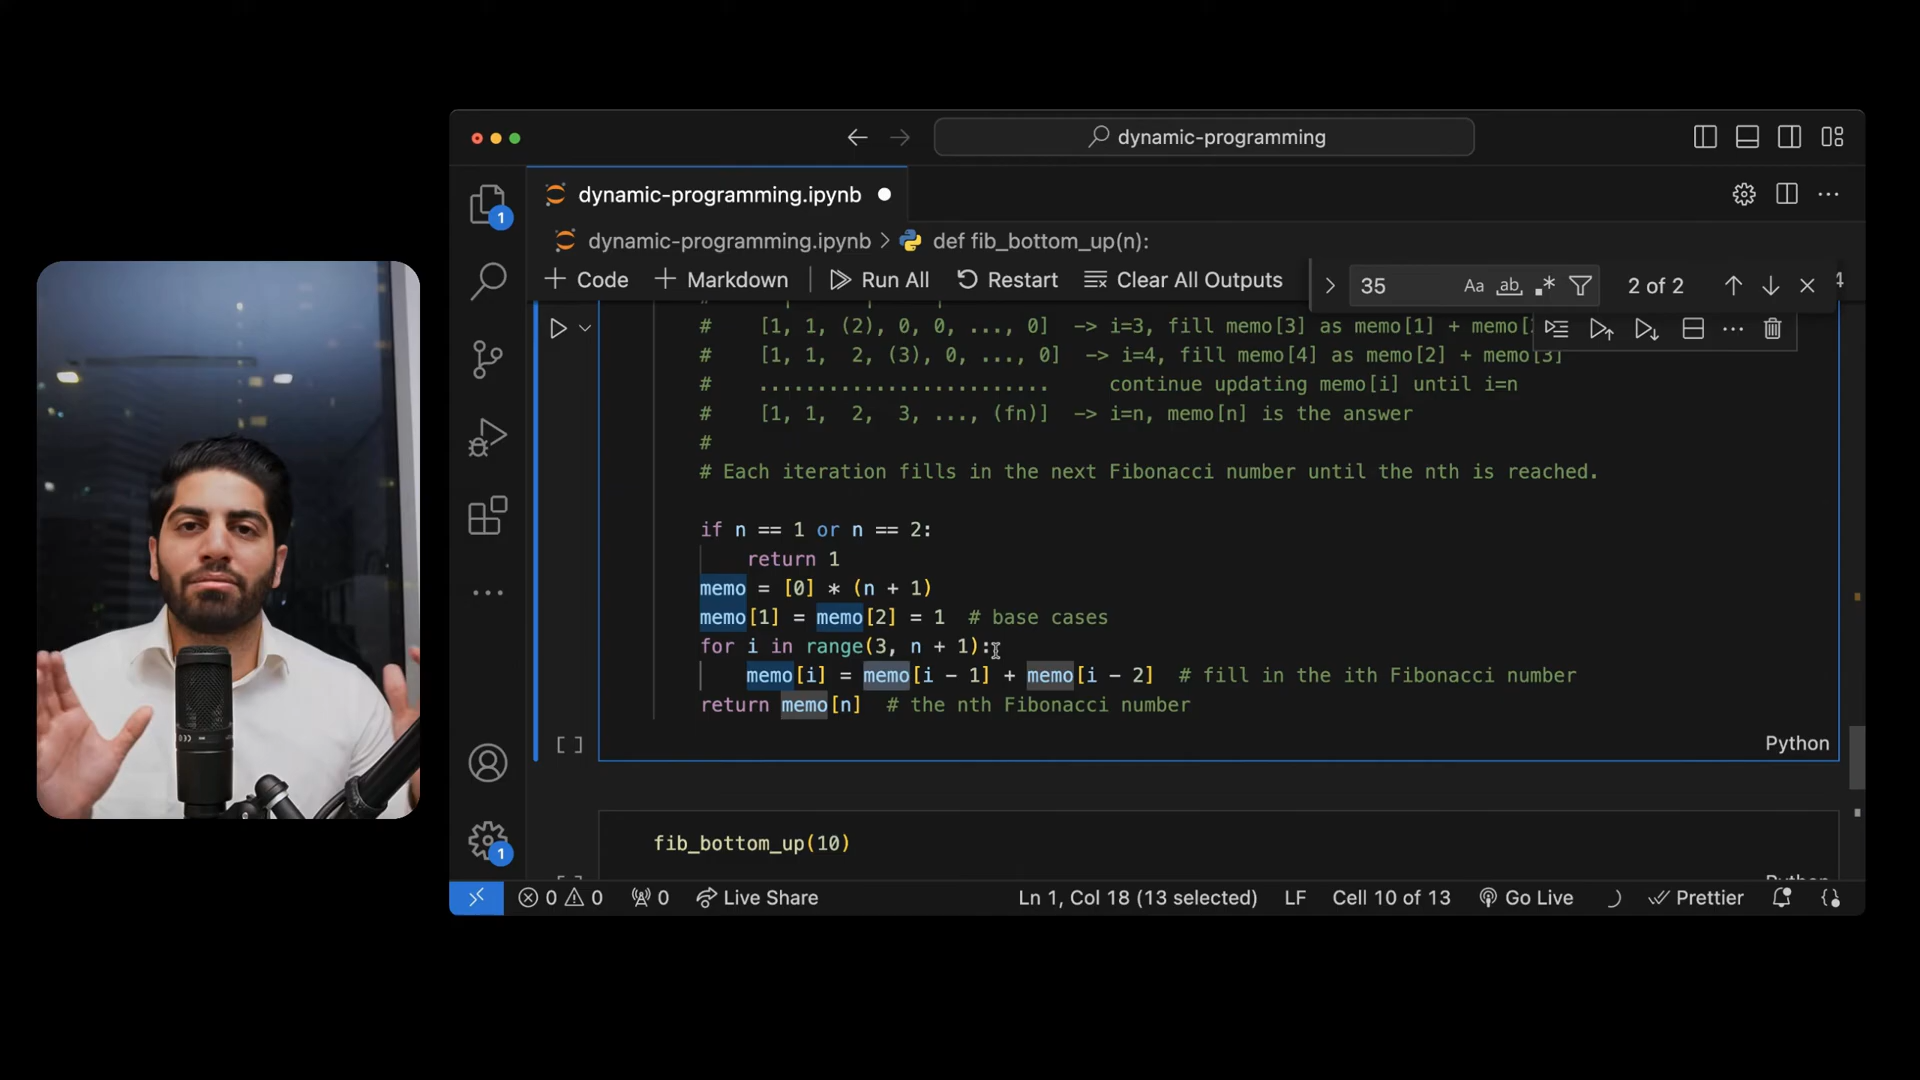 dynamic-programming
dynamic-programming.ipynb
dynamic-programming.ipynb > def fib_bottom_up(n):
+ Code + Markdown Run All Restart Clear All Outputs
35 Aa ab .* 2 of 2
# [1, 1, (2), 0, 0, ..., 0] -> i=3, fill memo[3] as memo[1] + memo[
# [1, 1, 2, (3), 0, ..., 0] -> i=4, fill memo[4] as memo[2] + memo[3]
# ......................... continue updating memo[i] until i=n
# [1, 1, 2, 3, ..., (fn)] -> i=n, memo[n] is the answer
#
# Each iteration fills in the next Fibonacci number until the nth is reached.
if n == 1 or n == 2:
return 1
memo = [0] * (n + 1)
memo[1] = memo[2] = 1 # base cases
for i in range(3, n + 1):
memo[i] = memo[i - 1] + memo[i - 2] # fill in the ith Fibonacci number
return memo[n] # the nth Fibonacci number
[ ] Python
fib_bottom_up(10)
1
1
0 0 0 Live Share Ln 1, Col 18 (13 selected) LF Cell 10 of 13 Go Live Prettier